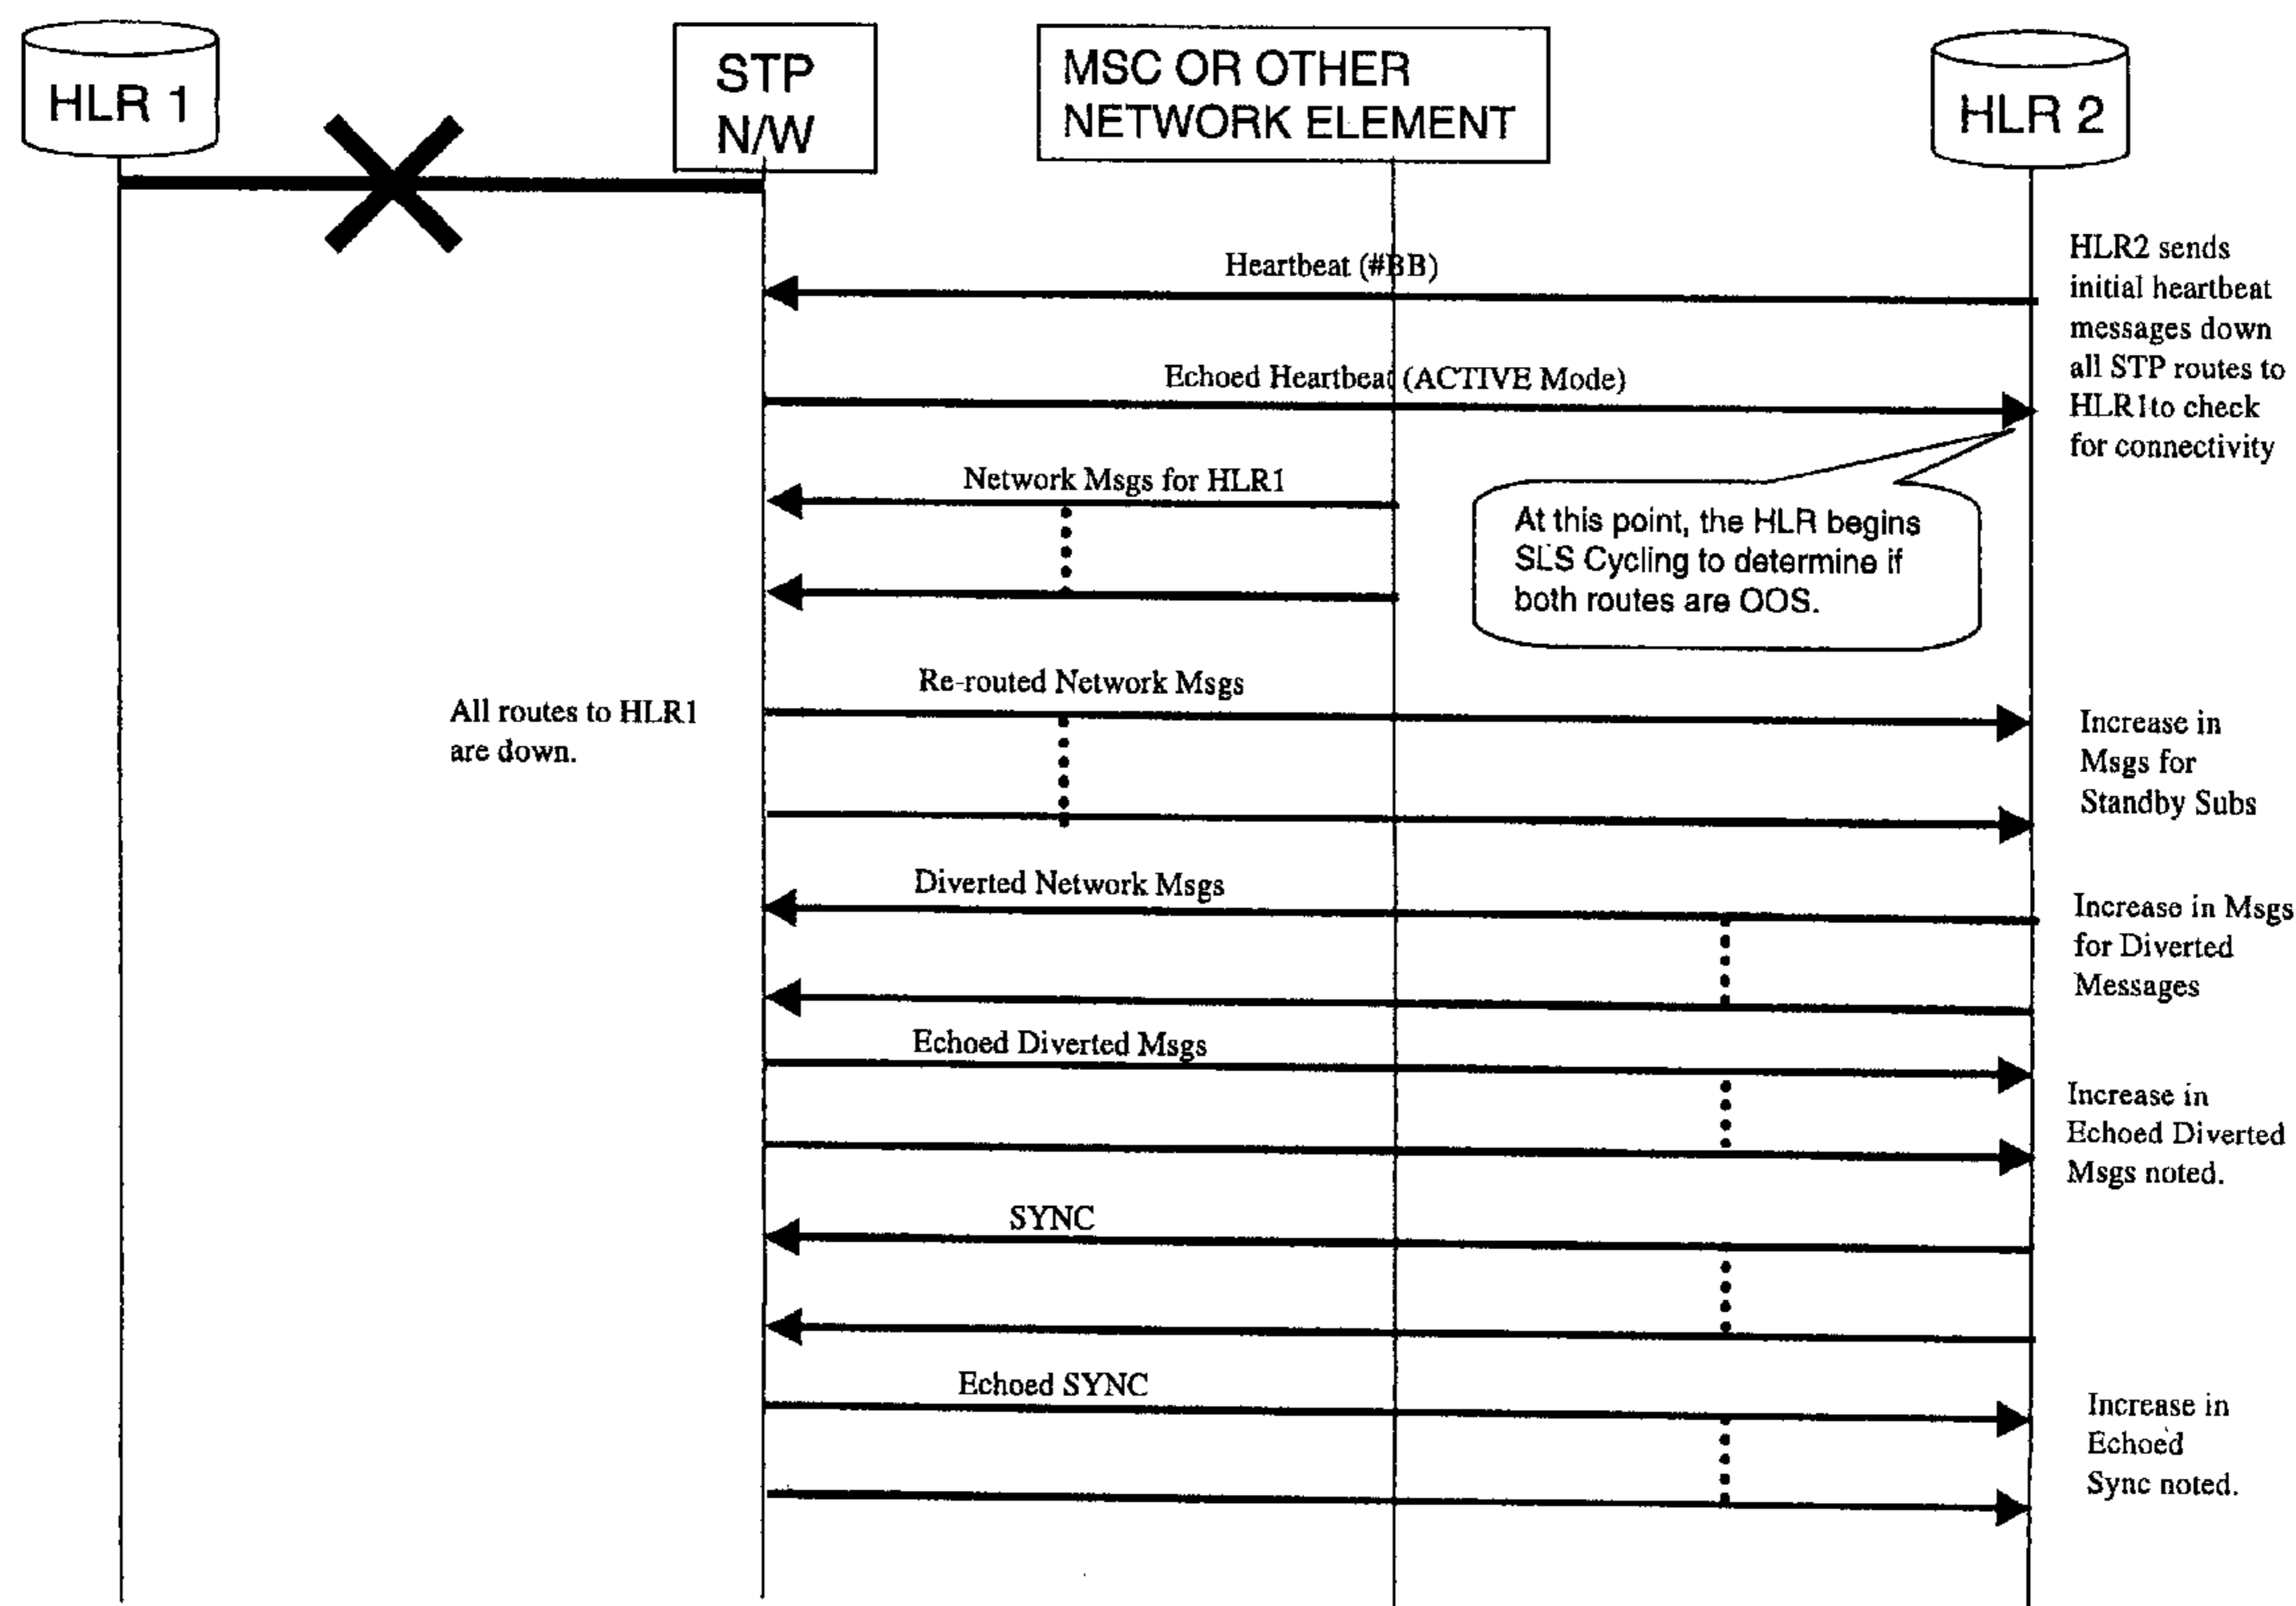 HLR 1
STP
N/W
MSC OR OTHER
NETWORK ELEMENT
HLR 2
Heartbeat (#BB)
HLR2 sends
initial heartbeat
messages down
all STP routes to
HLR1to check
for connectivity
Echoed Heartbeat (ACTIVE Mode)
Network Msgs for HLR1
At this point, the HLR begins
SLS Cycling to determine if
both routes are OOS.
Re-routed Network Msgs
All routes to HLR1
are down.
Increase in
Msgs for
Standby Subs
Diverted Network Msgs
Increase in Msgs
for Diverted
Messages
Echoed Diverted Msgs
Increase in
Echoed Diverted
Msgs noted.
SYNC
Echoed SYNC
Increase in
Echoed
Sync noted.